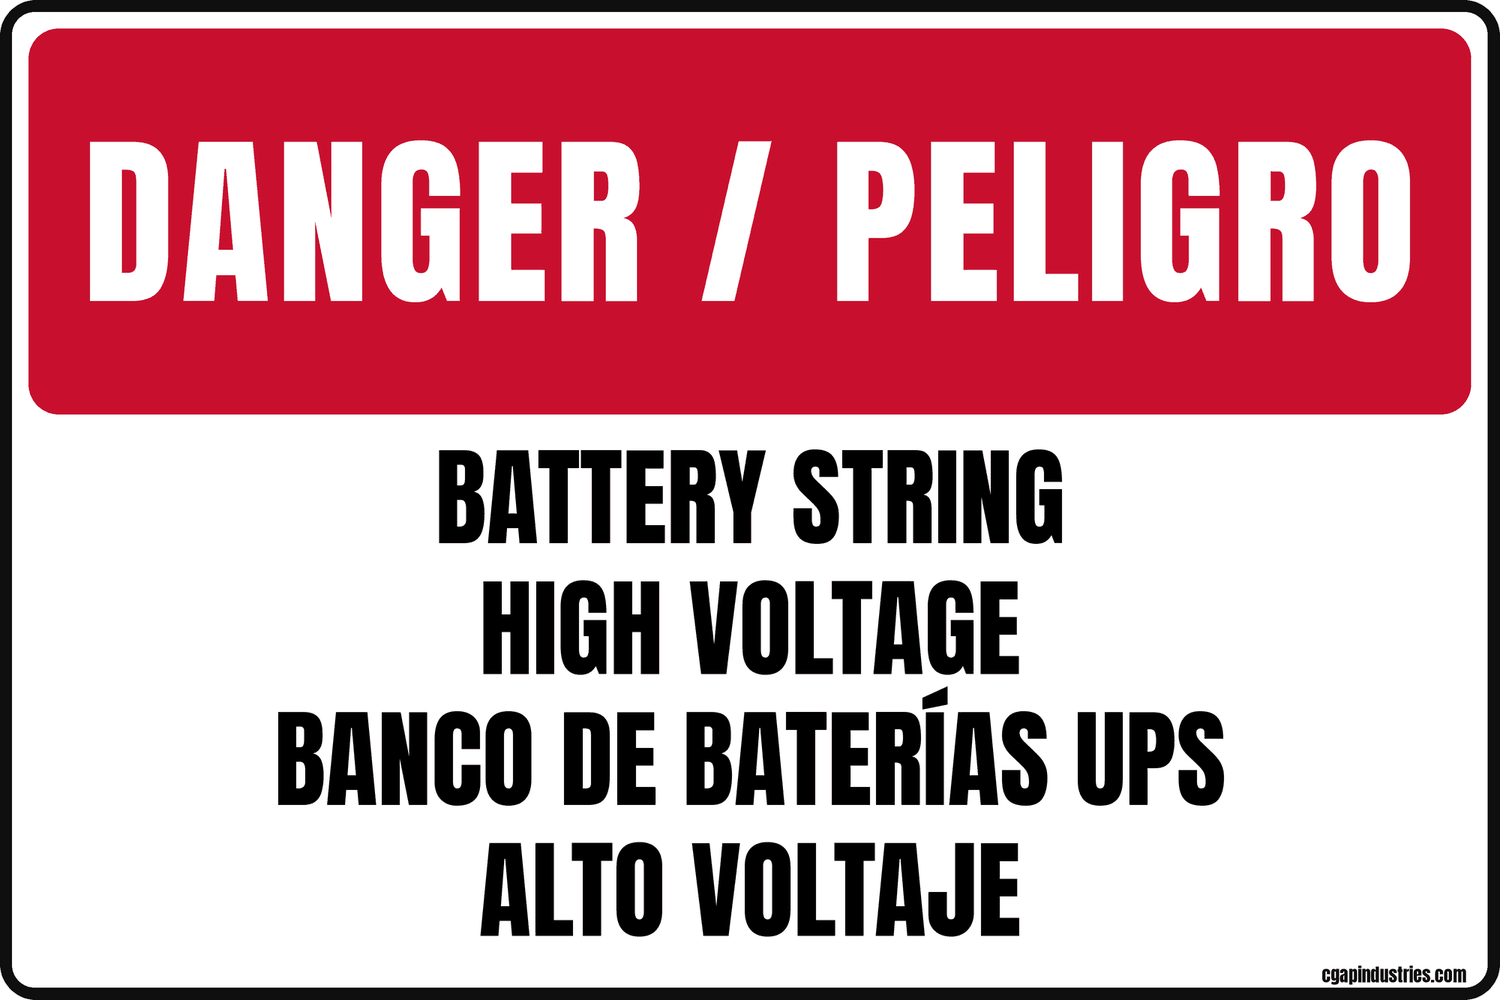 DANGER / PELIGRO
BATTERY STRING
HIGH VOLTAGE
BANCO DE BATERÍAS UPS
ALTO VOLTAJE
cgapindustries.com